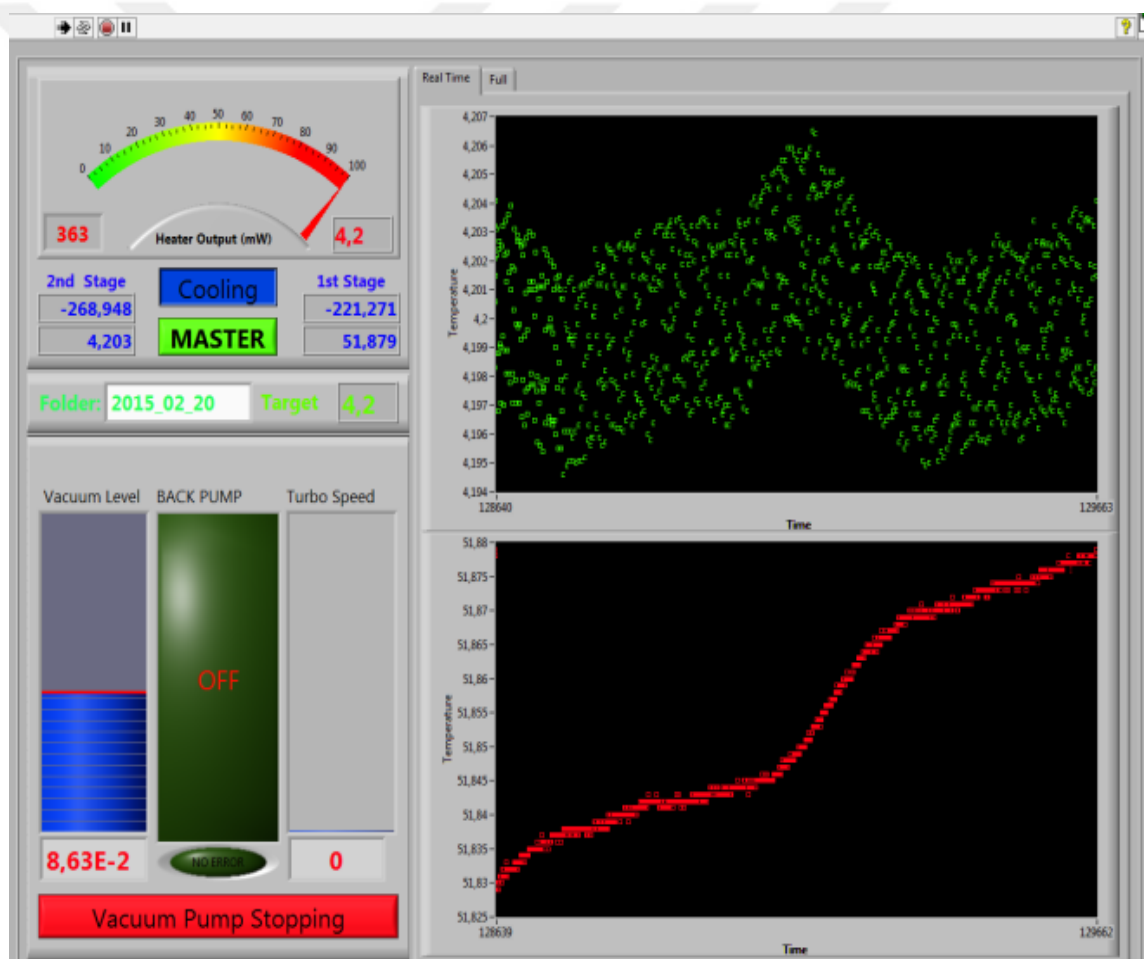 Real Time Full
0 10 20 30 40 50 60 70 80 90 100
363 Heater Output (mW) 4,2
2nd Stage Cooling 1st Stage
-268,948 -221,271
4,203 MASTER 51,879
Folder: 2015_02_20 Target 4,2
Vacuum Level BACK PUMP Turbo Speed
OFF
8,63E-2 NO ERROR 0
Vacuum Pump Stopping
4,207
4,206
4,205
4,204
4,203
4,202
4,201
4,2
4,199
4,198
4,197
4,196
4,195
4,194
Temperature
128640 129663
Time
51,88
51,875
51,87
51,865
51,86
51,855
51,85
51,845
51,84
51,835
51,83
51,825
Temperature
128639 129662
Time